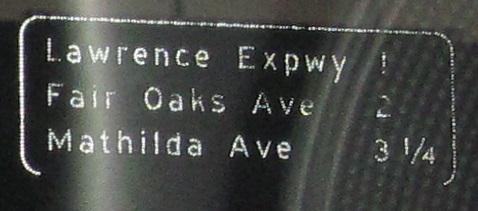 Lawrence Expwy 1
Fair Oaks Ave 2
Mathilda Ave 3 1/4